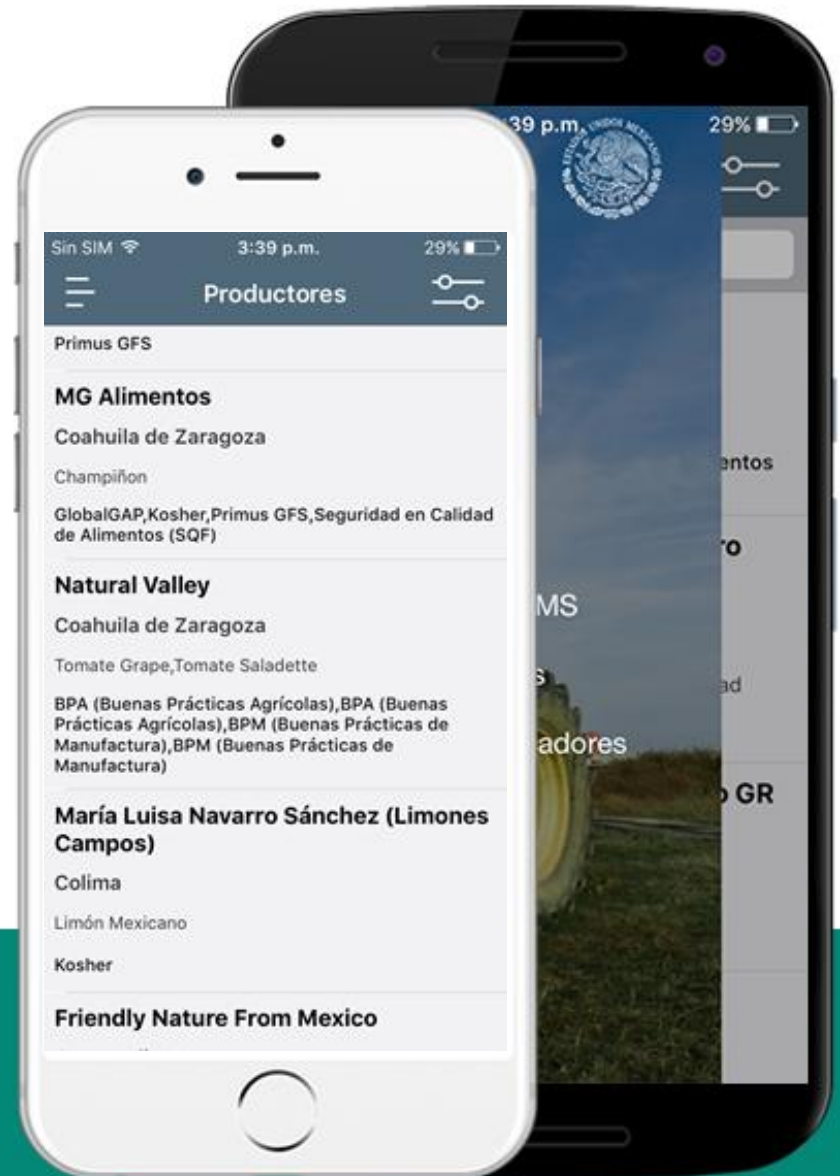 Sin SIM 3:39 p.m. 29%
Productores
Primus GFS
MG Alimentos
Coahuila de Zaragoza
Champiñon
GlobalGAP,Kosher,Primus GFS,Seguridad en Calidad
de Alimentos (SQF)
Natural Valley
Coahuila de Zaragoza
Tomate Grape,Tomate Saladette
BPA (Buenas Prácticas Agrícolas),BPA (Buenas
Prácticas Agrícolas),BPM (Buenas Prácticas de
Manufactura),BPM (Buenas Prácticas de
Manufactura)
María Luisa Navarro Sánchez (Limones
Campos)
Colima
Limón Mexicano
Kosher
Friendly Nature From Mexico
:39 p.m. 29%
ESTADOS UNIDOS MEXICANOS
entos
ro
MS
s
ad
adores
o GR